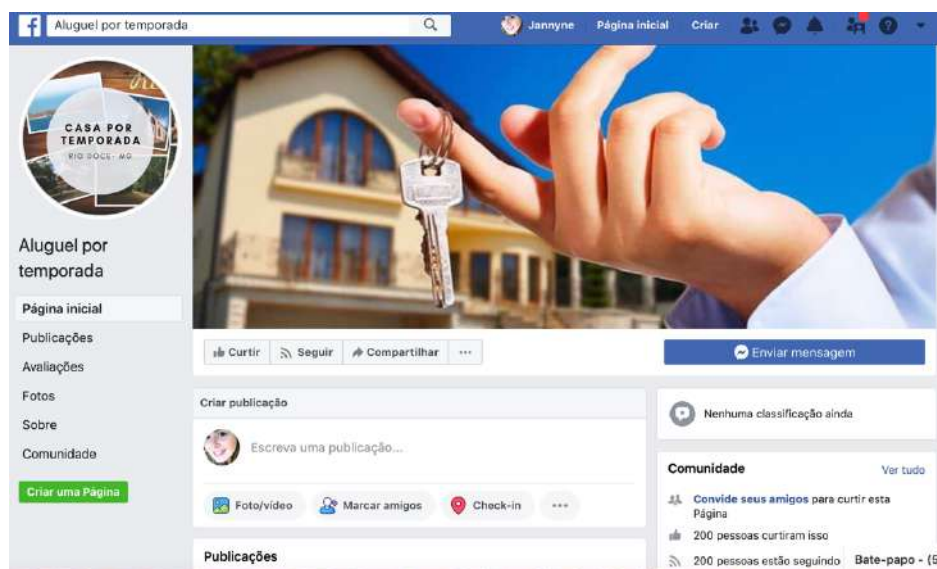 Aluguel por temporada
Jannyne
Página inicial
Criar
CASA POR
TEMPORADA
RIO DOCE - MG
Aluguel por
temporada
Página inicial
Publicações
Avaliações
Fotos
Sobre
Comunidade
Criar uma Página
Curtir
Seguir
Compartilhar
Enviar mensagem
Criar publicação
Escreva uma publicação...
Foto/vídeo
Marcar amigos
Check-in
Publicações
Nenhuma classificação ainda
Comunidade
Ver tudo
Convide seus amigos para curtir esta
Página
200 pessoas curtiram isso
200 pessoas estão seguindo
Bate-papo - (5